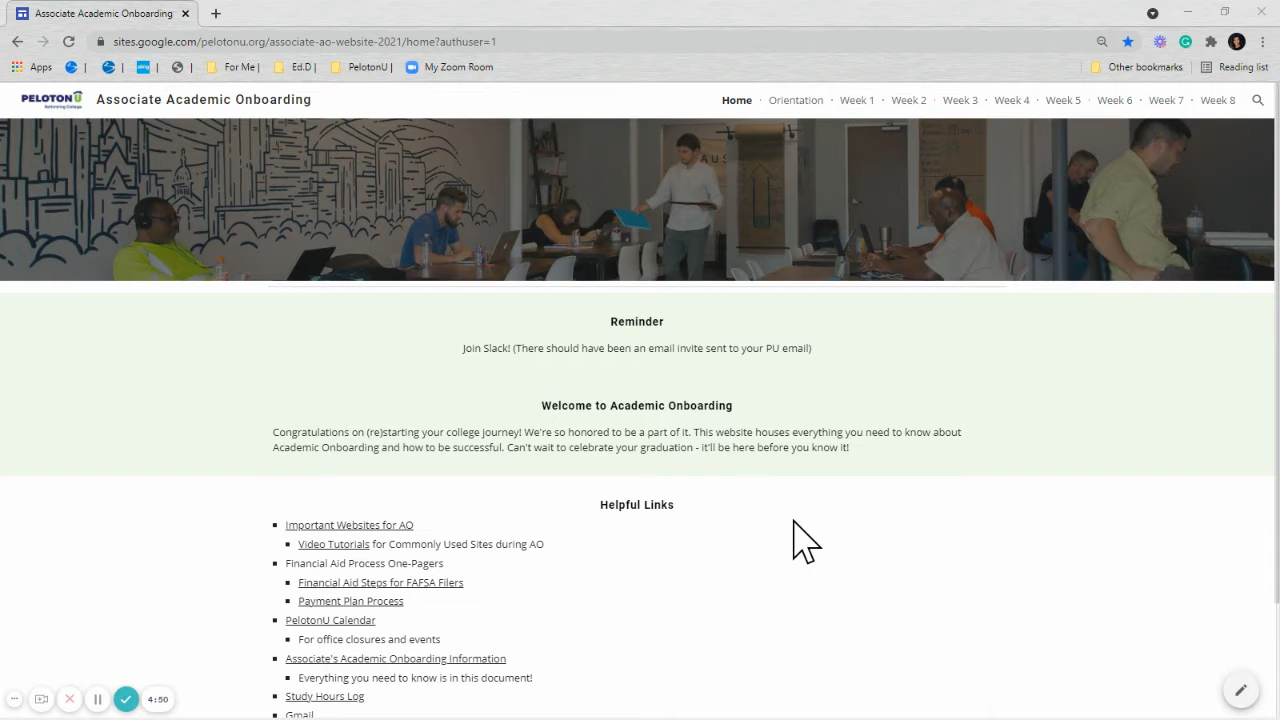 Associate Academic Onboarding
sites.google.com/pelotonu.org/associate-ao-website-2021/home?authuser=1
Apps
For Me |
Ed.D |
PelotonU |
My Zoom Room
Other bookmarks
Reading list
PELOTONU
Rethinking College
Associate Academic Onboarding
Home
Orientation
Week 1
Week 2
Week 3
Week 4
Week 5
Week 6
Week 7
Week 8
AUS
Reminder
Join Slack! (There should have been an email invite sent to your PU email)
Welcome to Academic Onboarding
Congratulations on (re)starting your college journey! We're so honored to be a part of it. This website houses everything you need to know about
Academic Onboarding and how to be successful. Can't wait to celebrate your graduation - it'll be here before you know it!
Helpful Links
Important Websites for AO
Video Tutorials for Commonly Used Sites during AO
Financial Aid Process One-Pagers
Financial Aid Steps for FAFSA Filers
Payment Plan Process
PelotonU Calendar
For office closures and events
Associate's Academic Onboarding Information
Everything you need to know is in this document!
Study Hours Log
Gmail
4:50